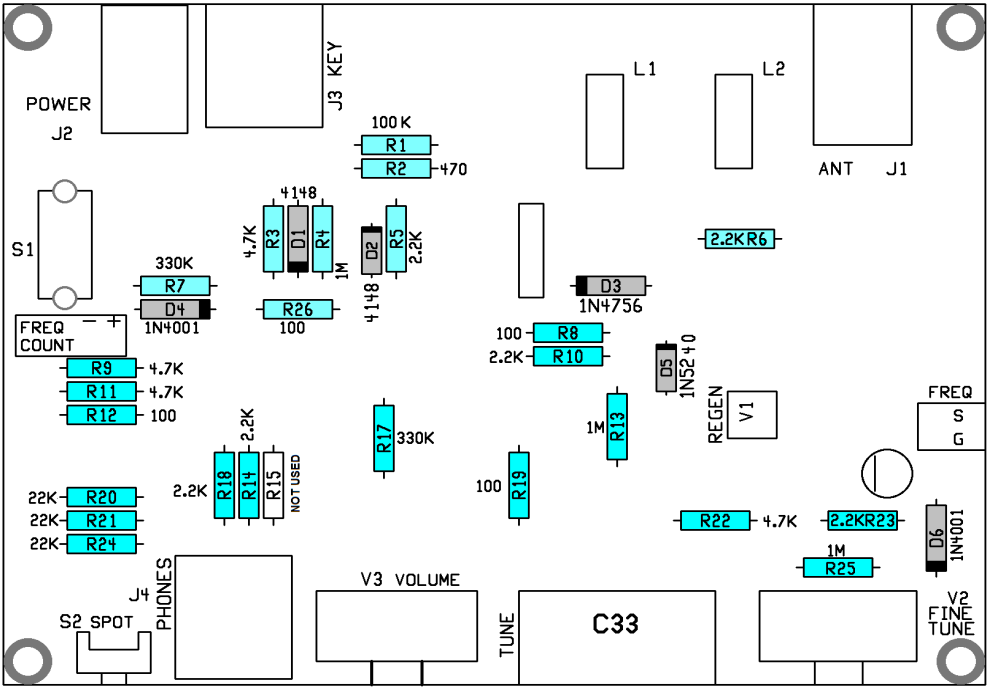 POWER
J2
J3 KEY
L1
L2
ANT J1
100 K
R1
R2 470
4148
4.7K R3 D1 R4 1M
D2 4148
R5 2.2K
2.2K R6
S1
330K
R7
D4
1N4001
R26
100
D3
1N4756
FREQ - +
COUNT
100 R8
2.2K R10
D5 1N5240
R9 4.7K
R11 4.7K
R12 100
REGEN V1
FREQ
S
G
R17 330K
1M R13
2.2K
2.2K R18 R14 R15 NOT USED
100 R19
22K R20
22K R21
22K R24
R22 4.7K
2.2K R23
D6 1N4001
1M
R25
J4 PHONES
S2 SPOT
V3 VOLUME
TUNE
C33
V2
FINE
TUNE